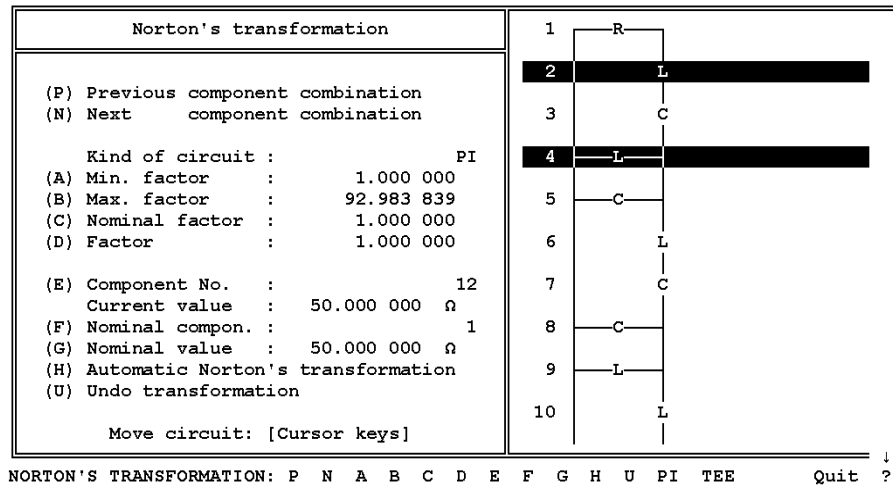 Norton's transformation
(P) Previous component combination
(N) Next component combination
Kind of circuit : PI
(A) Min. factor : 1.000 000
(B) Max. factor : 92.983 839
(C) Nominal factor : 1.000 000
(D) Factor : 1.000 000
(E) Component No. : 12
Current value : 50.000 000 Ω
(F) Nominal compon. : 1
(G) Nominal value : 50.000 000 Ω
(H) Automatic Norton's transformation
(U) Undo transformation
Move circuit: [Cursor keys]
1 R
2 L
3 C
4 L
5 C
6 L
7 C
8 C
9 L
10 L
↓
NORTON'S TRANSFORMATION: P N A B C D E F G H U PI TEE Quit ?